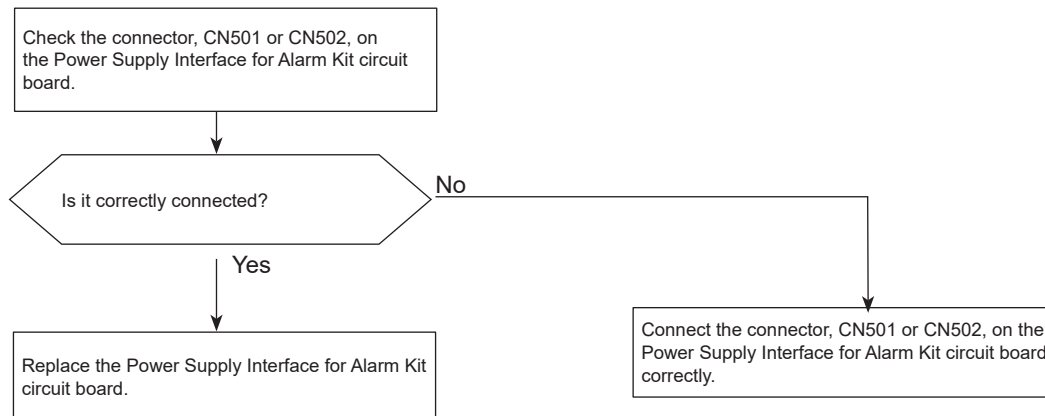 Check the connector, CN501 or CN502, on
the Power Supply Interface for Alarm Kit circuit
board.
Is it correctly connected?
No
Yes
Replace the Power Supply Interface for Alarm Kit
circuit board.
Connect the connector, CN501 or CN502, on the
Power Supply Interface for Alarm Kit circuit board
correctly.